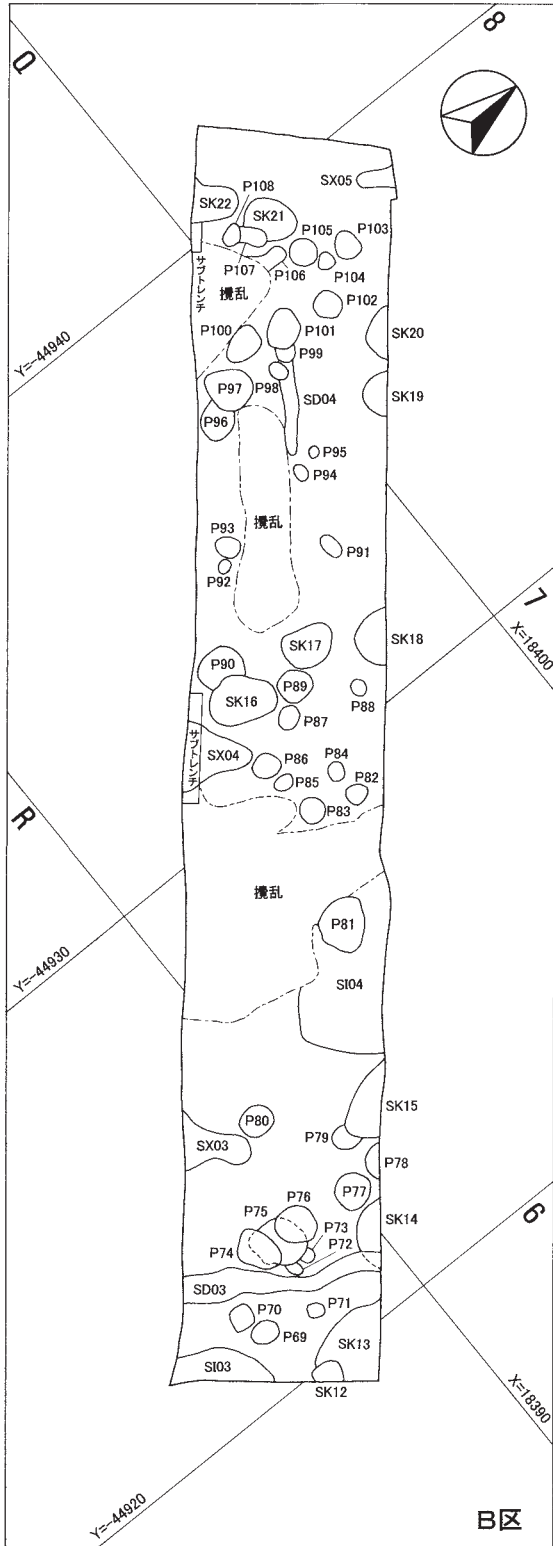 Q
8
SX05
P108
SK22
SK21
P105
P103
P107
P106
P104
サブトレンチ
攪乱
P102
P100
P101
SK20
Y=-44940
P99
P97
P98
SD04
SK19
P96
P95
P94
攪乱
P93
P91
P92
7
SK17
SK18
X=18400
P90
P89
P88
SK16
P87
サブトレンチ
SX04
P86
P84
P85
P82
P83
R
攪乱
P81
Y=-44930
SI04
SK15
P80
P79
SX03
P78
P77
P76
P75
SK14
P73
6
P74
P72
SD03
P70
P71
P69
SK13
SI03
SK12
X=18390
Y=-44920
B区